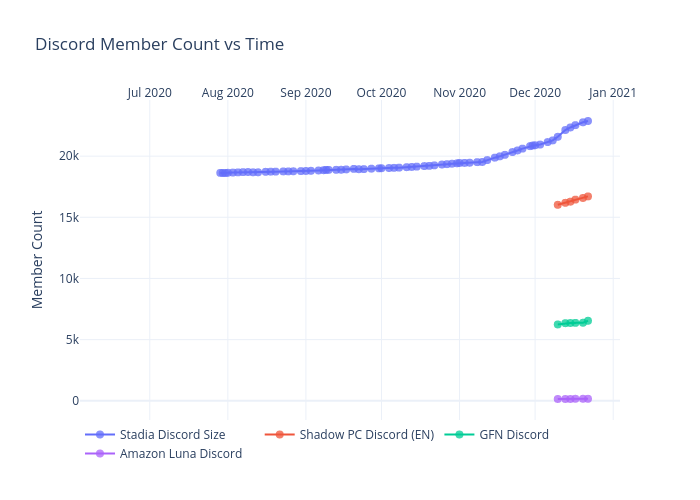 Discord Member Count vs Time
Jul 2020 Aug 2020 Sep 2020 Oct 2020 Nov 2020 Dec 2020 Jan 2021
20k
15k
10k
5k
0
Member Count
Stadia Discord Size Shadow PC Discord (EN) GFN Discord
Amazon Luna Discord